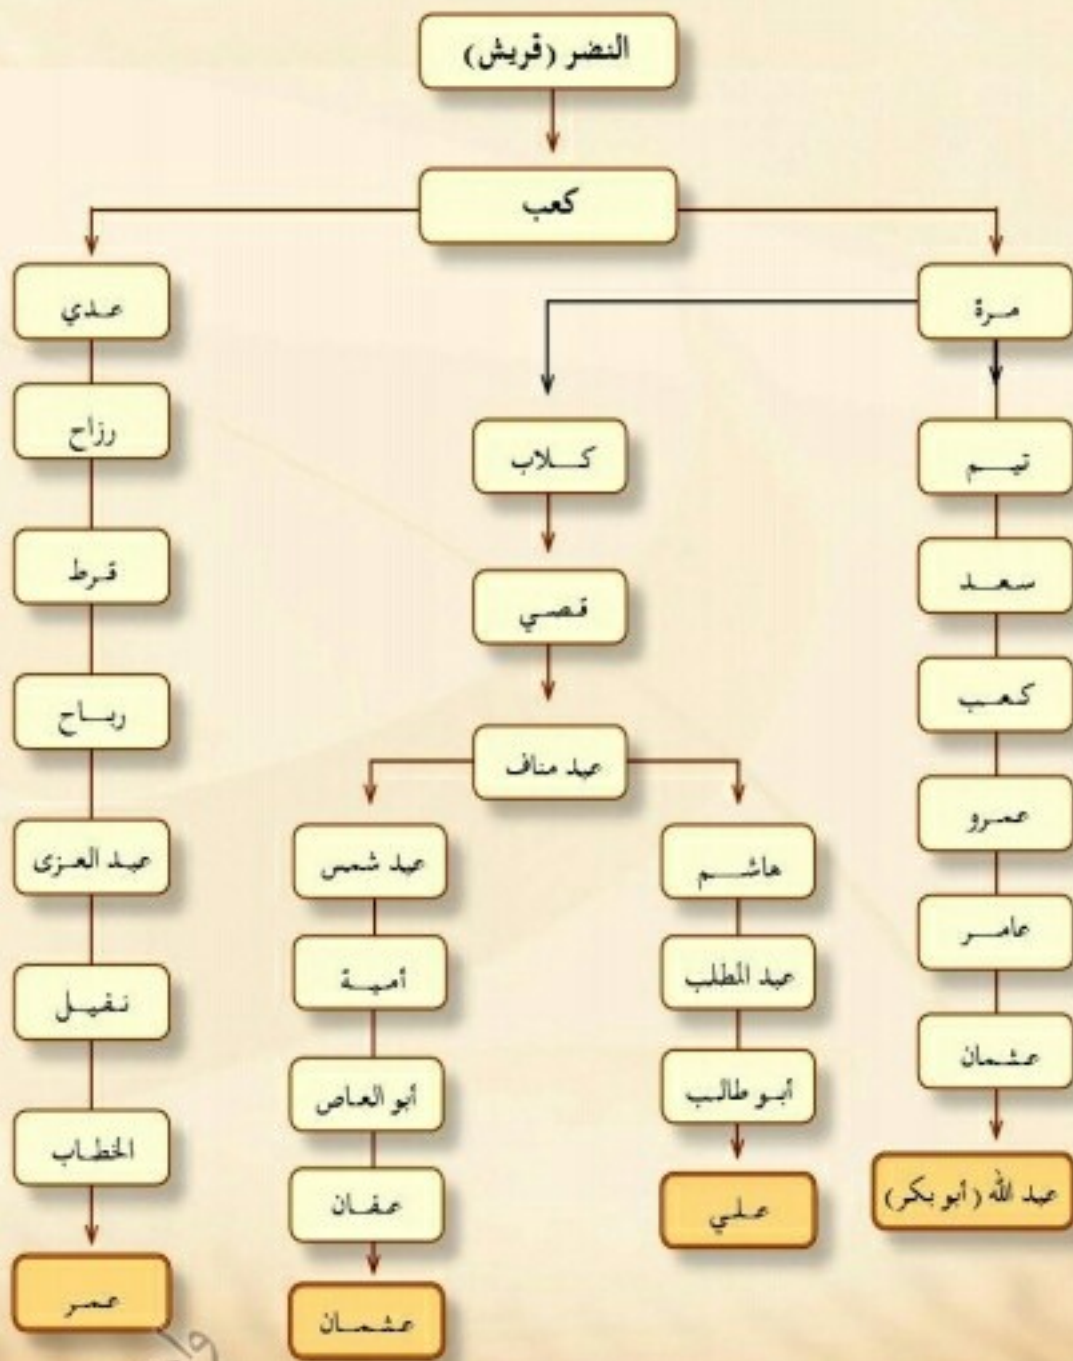 النضر (قريش)
كعب
مرة
عدي
تيم
كلاب
رزاح
سعد
قصي
قرط
كعب
رباح
عبد مناف
عمرو
هاشم
عبد شمس
عبد العزى
عامر
عبد المطلب
أمية
نفيل
عثمان
أبو طالب
أبو العاص
الخطاب
عبد الله (أبو بكر)
علي
عفان
عمر
عثمان